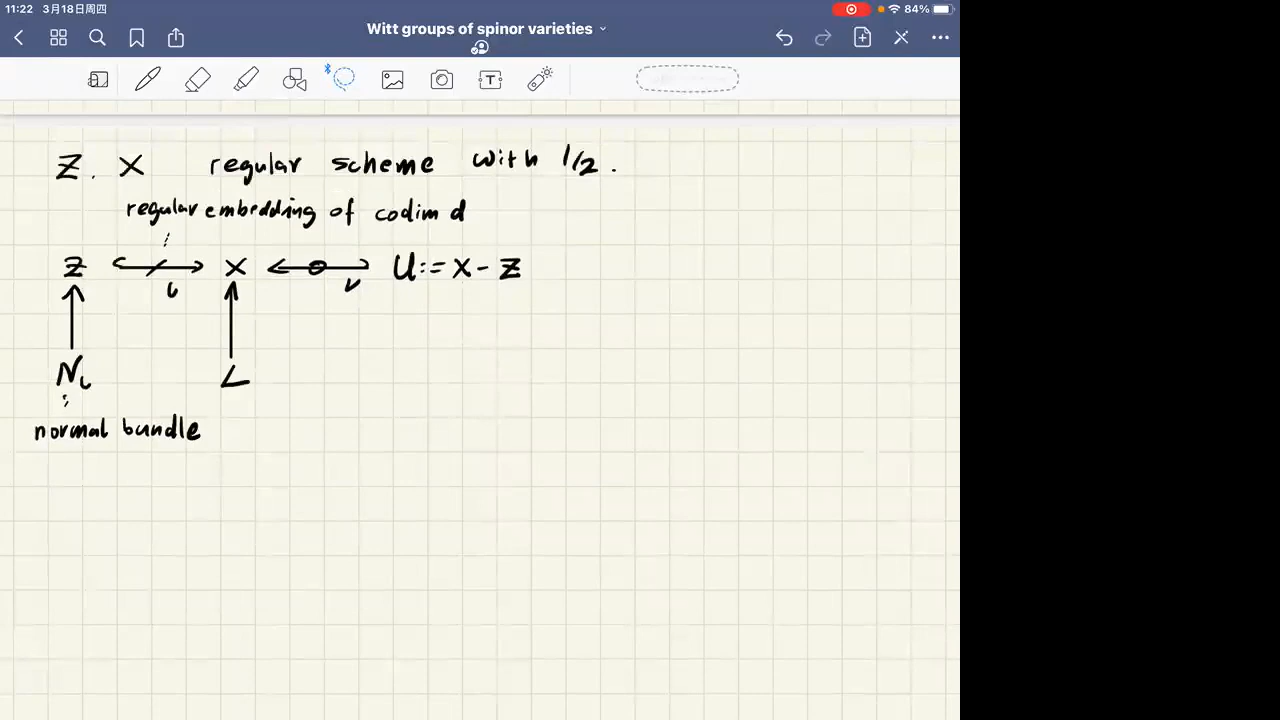 11:22 3月18日周四 84%
Witt groups of spinor varieties
T
Z. X regular scheme with 1/2.
regular embedding of codim d
Z X U:=X-Z
ι υ
Nι L
normal bundle